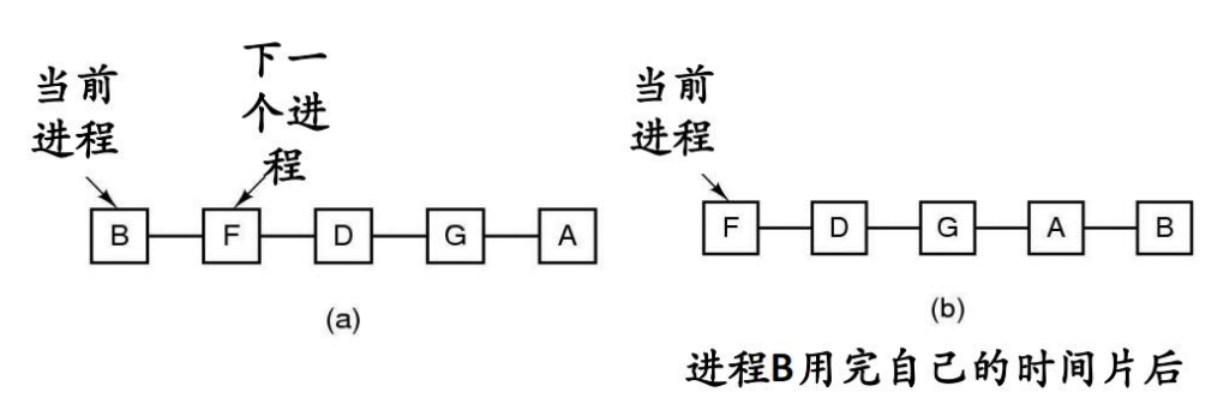 当前
进程
下一
个进
程
B F D G A
(a)
当前
进程
F D G A B
(b)
进程B用完自己的时间片后